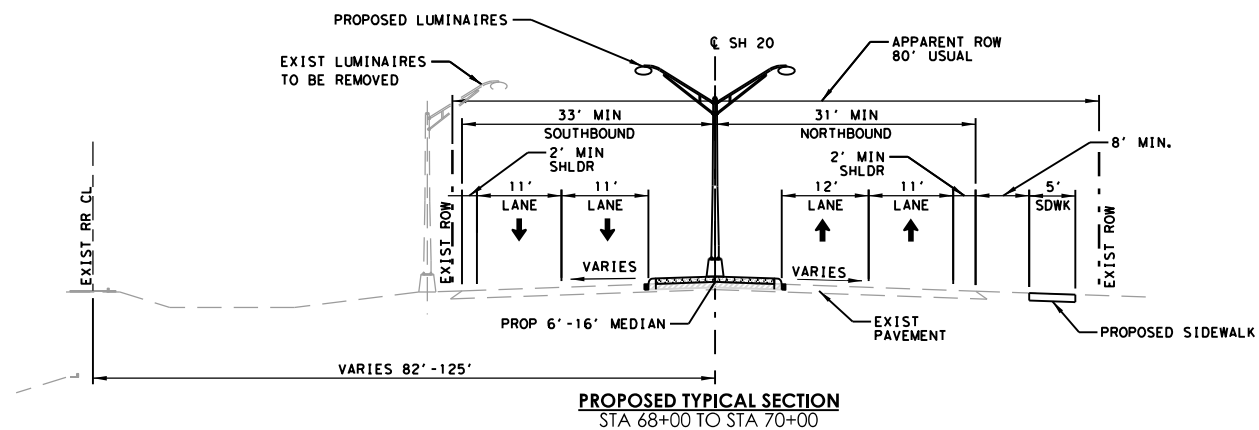 PROPOSED LUMINAIRES
℄ SH 20
APPARENT ROW
80' USUAL
EXIST LUMINAIRES
TO BE REMOVED
33' MIN
SOUTHBOUND
31' MIN
NORTHBOUND
2' MIN
SHLDR
2' MIN
SHLDR
8' MIN.
11'
LANE
11'
LANE
12'
LANE
11'
LANE
5'
SDWK
EXIST RR CL
EXIST ROW
EXIST ROW
VARIES
VARIES
PROP 6'-16' MEDIAN
EXIST
PAVEMENT
PROPOSED SIDEWALK
VARIES 82'-125'
PROPOSED TYPICAL SECTION
STA 68+00 TO STA 70+00